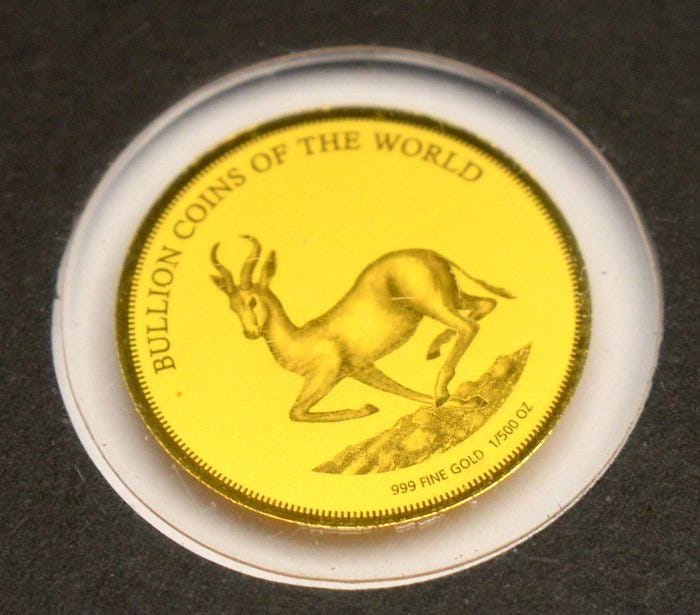 BULLION COINS OF THE WORLD
999 FINE GOLD 1/500 OZ